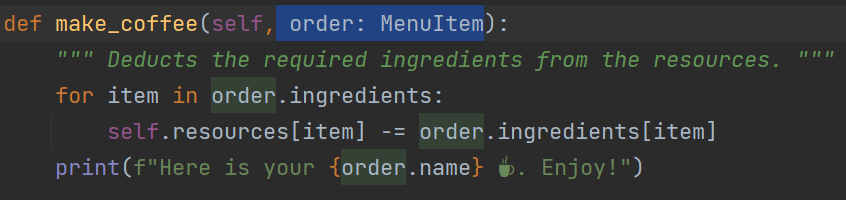 def make_coffee(self, order: MenuItem):
    """ Deducts the required ingredients from the resources. """
    for item in order.ingredients:
        self.resources[item] -= order.ingredients[item]
    print(f"Here is your {order.name} ☕. Enjoy!")